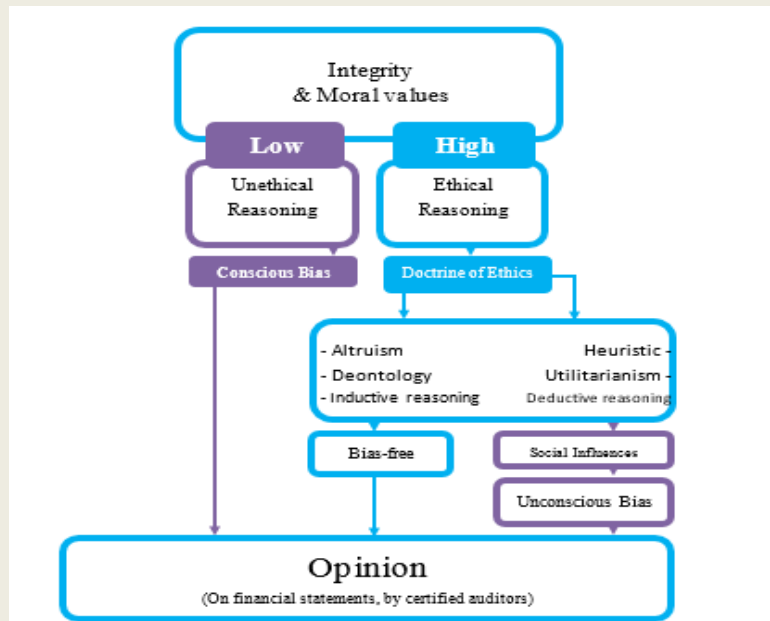 Integrity
& Moral values
Low
High
Unethical
Reasoning
Ethical
Reasoning
Conscious Bias
Doctrine of Ethics
- Altruism
- Deontology
- Inductive reasoning
Heuristic -
Utilitarianism -
Deductive reasoning
Bias-free
Social Influences
Unconscious Bias
Opinion
(On financial statements, by certified auditors)